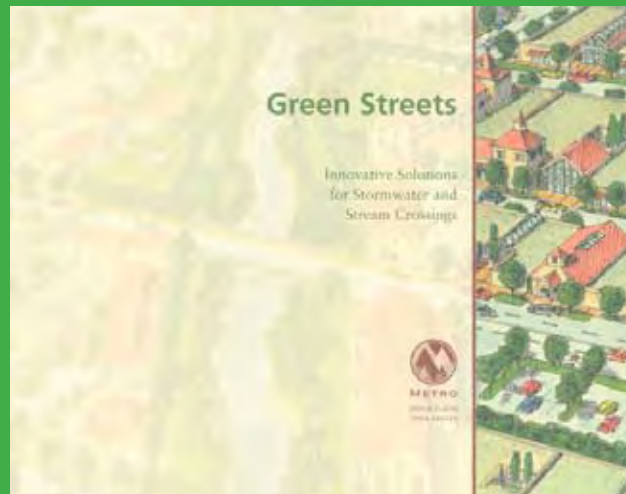 Green Streets
Innovative Solutions
for Stormwater and
Stream Crossings
METRO